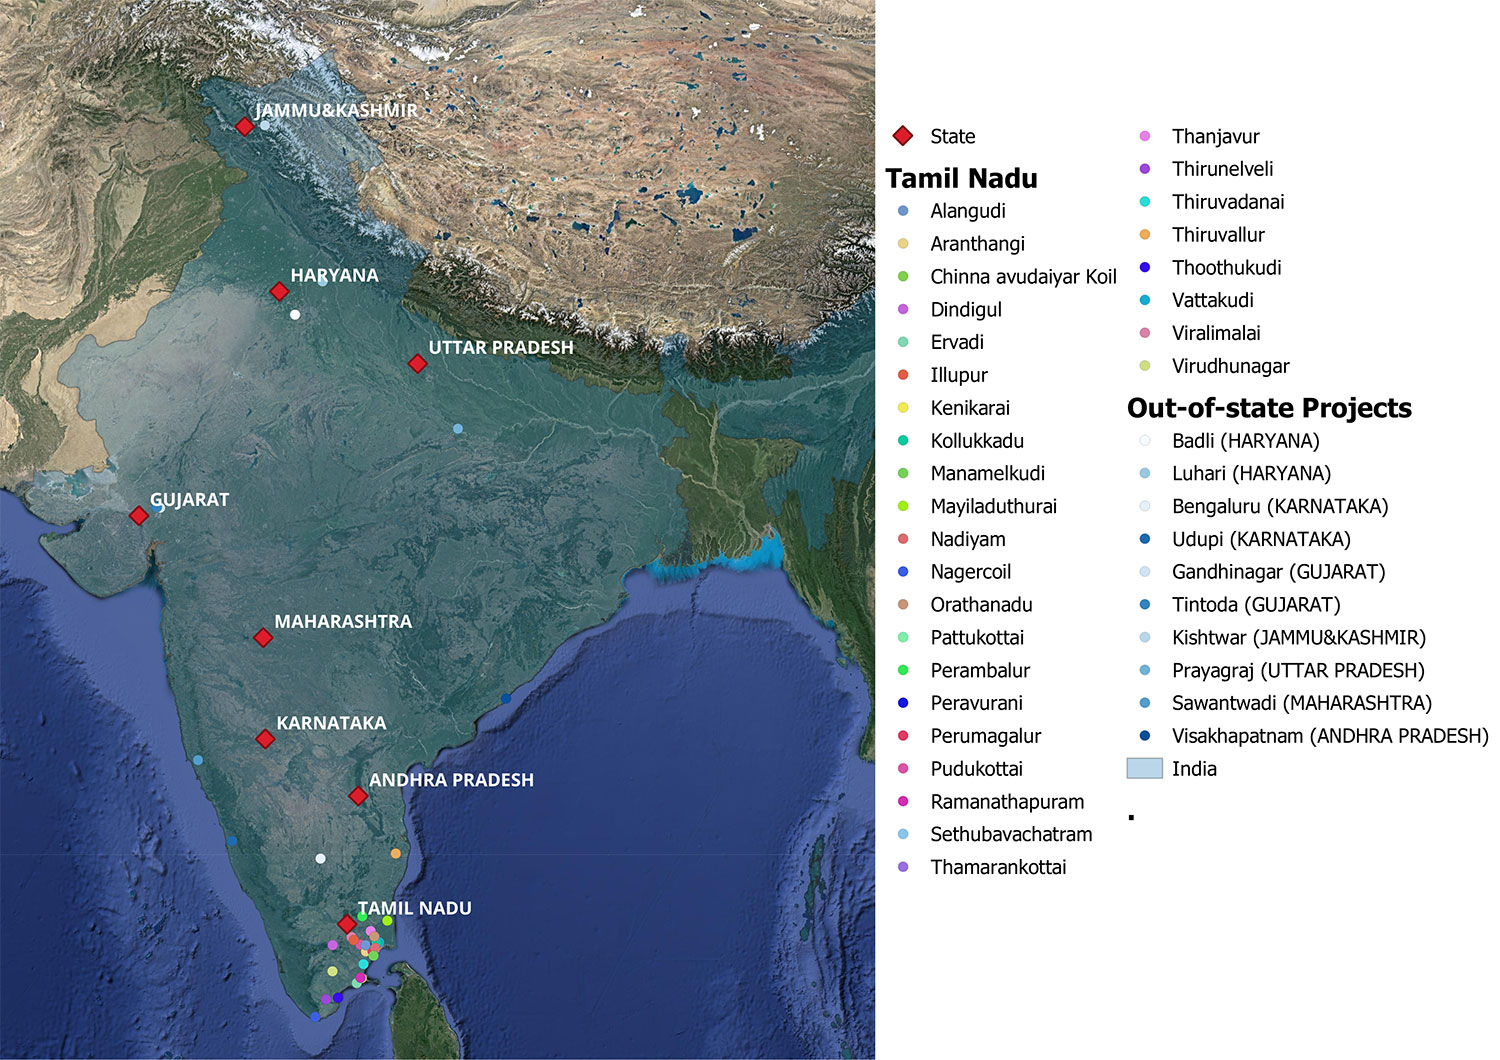 JAMMU&KASHMIR
HARYANA
UTTAR PRADESH
GUJARAT
MAHARASHTRA
KARNATAKA
ANDHRA PRADESH
TAMIL NADU
State
Tamil Nadu
Alangudi
Aranthangi
Chinna avudaiyar Koil
Dindigul
Ervadi
Illupur
Kenikarai
Kollukkadu
Manamelkudi
Mayiladuthurai
Nadiyam
Nagercoil
Orathanadu
Pattukottai
Perambalur
Peravurani
Perumagalur
Pudukottai
Ramanathapuram
Sethubavachatram
Thamarankottai
Thanjavur
Thirunelveli
Thiruvadanai
Thiruvallur
Thoothukudi
Vattakudi
Viralimalai
Virudhunagar
Out-of-state Projects
Badli (HARYANA)
Luhari (HARYANA)
Bengaluru (KARNATAKA)
Udupi (KARNATAKA)
Gandhinagar (GUJARAT)
Tintoda (GUJARAT)
Kishtwar (JAMMU&KASHMIR)
Prayagraj (UTTAR PRADESH)
Sawantwadi (MAHARASHTRA)
Visakhapatnam (ANDHRA PRADESH)
India
.